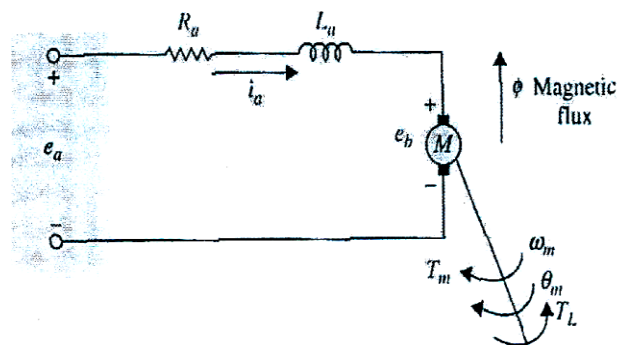 R_a
L_a
+
i_a
ϕ Magnetic
flux
+
e_a
e_b
M
−
−
ω_m
T_m
θ_m
T_L